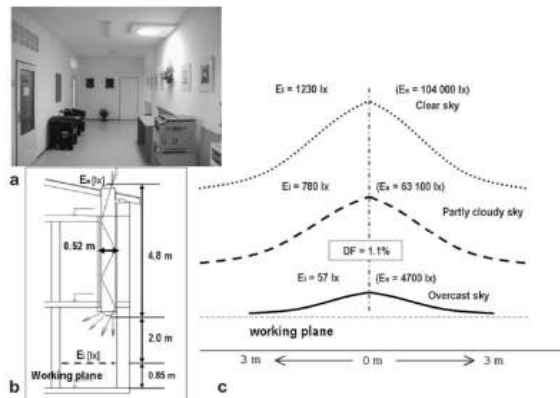 a
Eₑ [lx]
0.52 m
4.8 m
2.0 m
Eᵢ [lx]
Working plane
0.85 m
b
Eᵢ = 1230 lx
(Eₑ = 104 000 lx)
Clear sky
Eᵢ = 780 lx
(Eₑ = 63 100 lx)
Partly cloudy sky
DF = 1.1%
Eᵢ = 57 lx
(Eₑ = 4700 lx)
Overcast sky
working plane
3 m
0 m
3 m
c